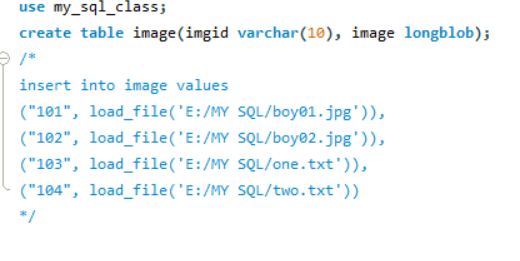 use my_sql_class;
create table image(imgid varchar(10), image longblob);
/*
insert into image values
("101", load_file('E:/MY SQL/boy01.jpg')),
("102", load_file('E:/MY SQL/boy02.jpg')),
("103", load_file('E:/MY SQL/one.txt')),
("104", load_file('E:/MY SQL/two.txt'))
*/